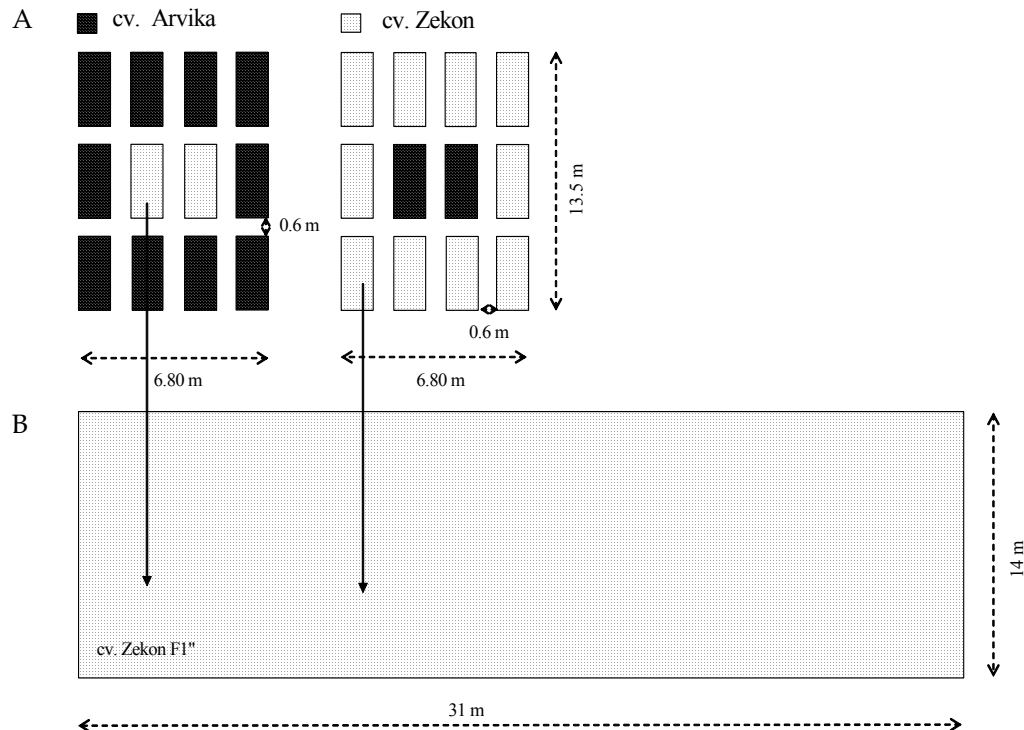 A
cv. Arvika
cv. Zekon
0.6 m
13.5 m
0.6 m
6.80 m
6.80 m
B
14 m
cv. Zekon F1"
31 m